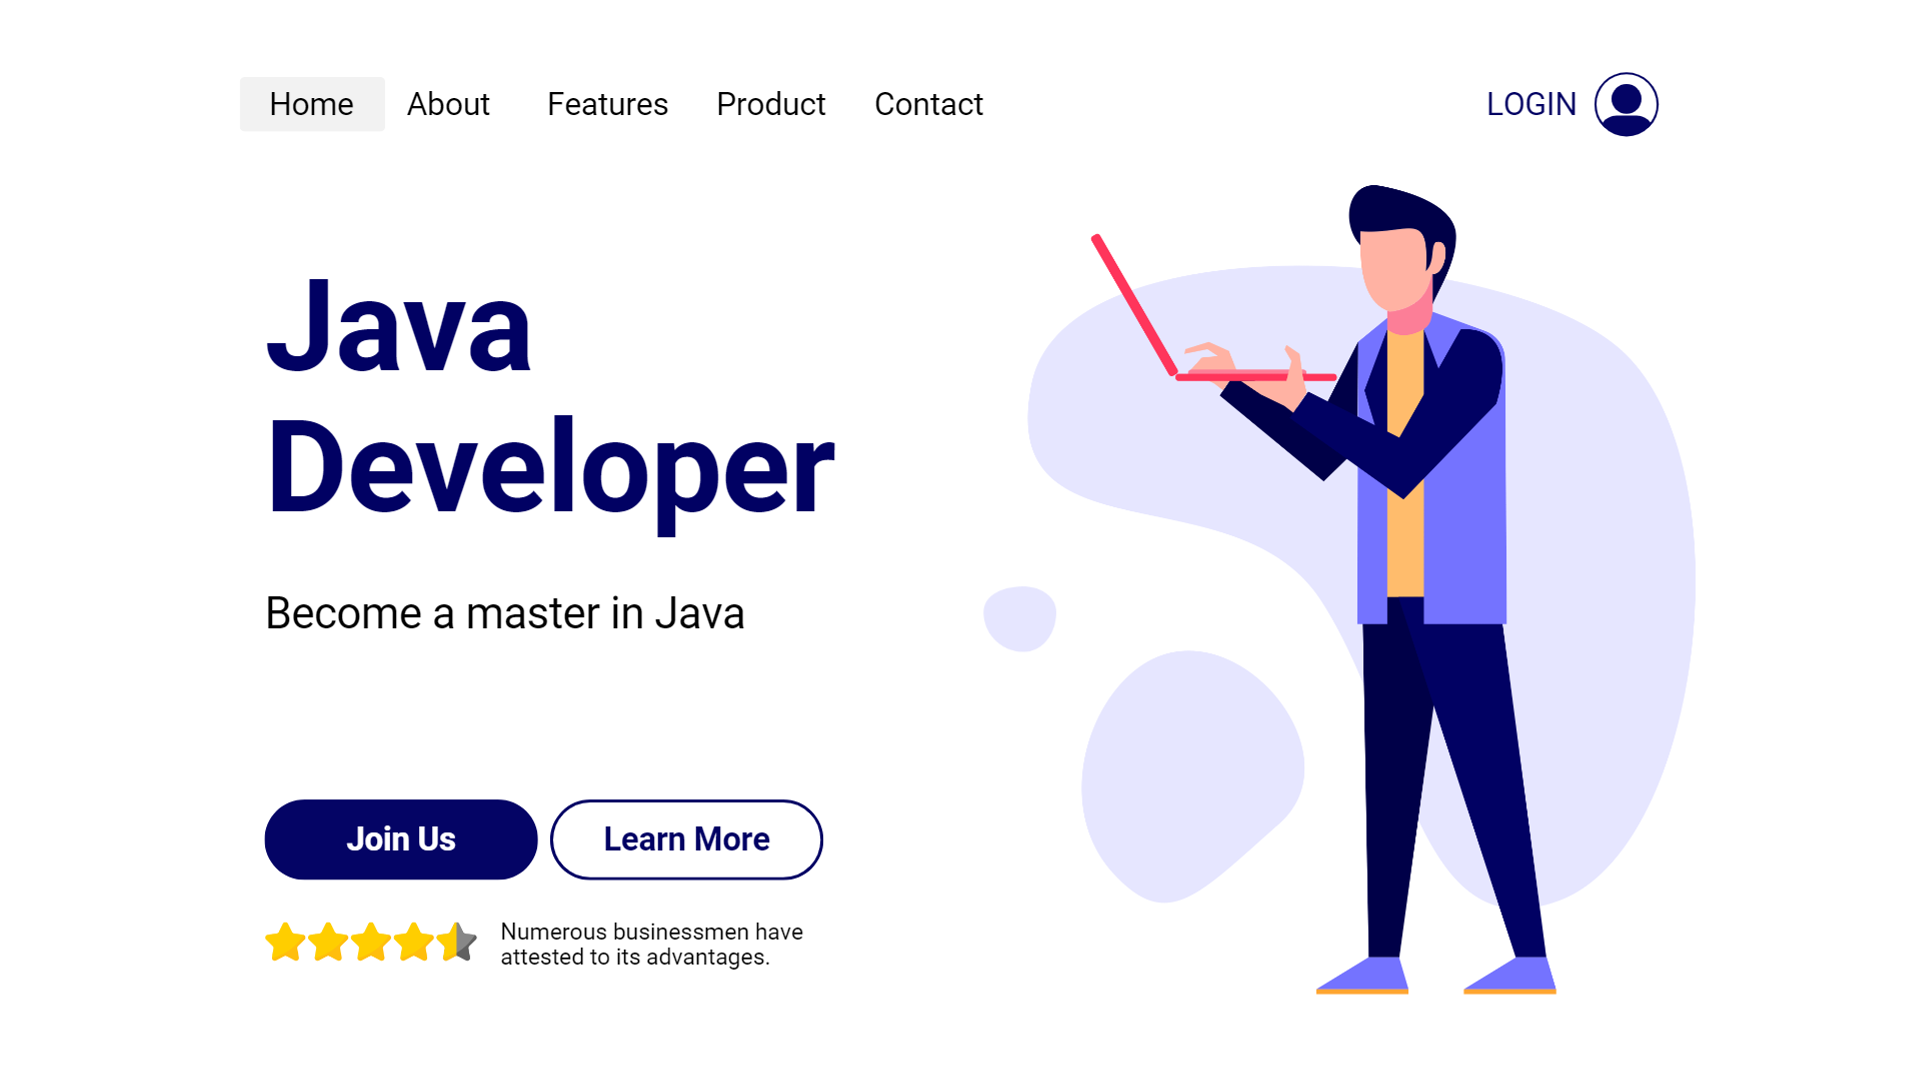 Home About Features Product Contact LOGIN
Java
Developer
Become a master in Java
Join Us Learn More
Numerous businessmen have
attested to its advantages.